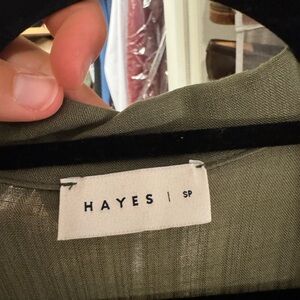 HAYES | SP